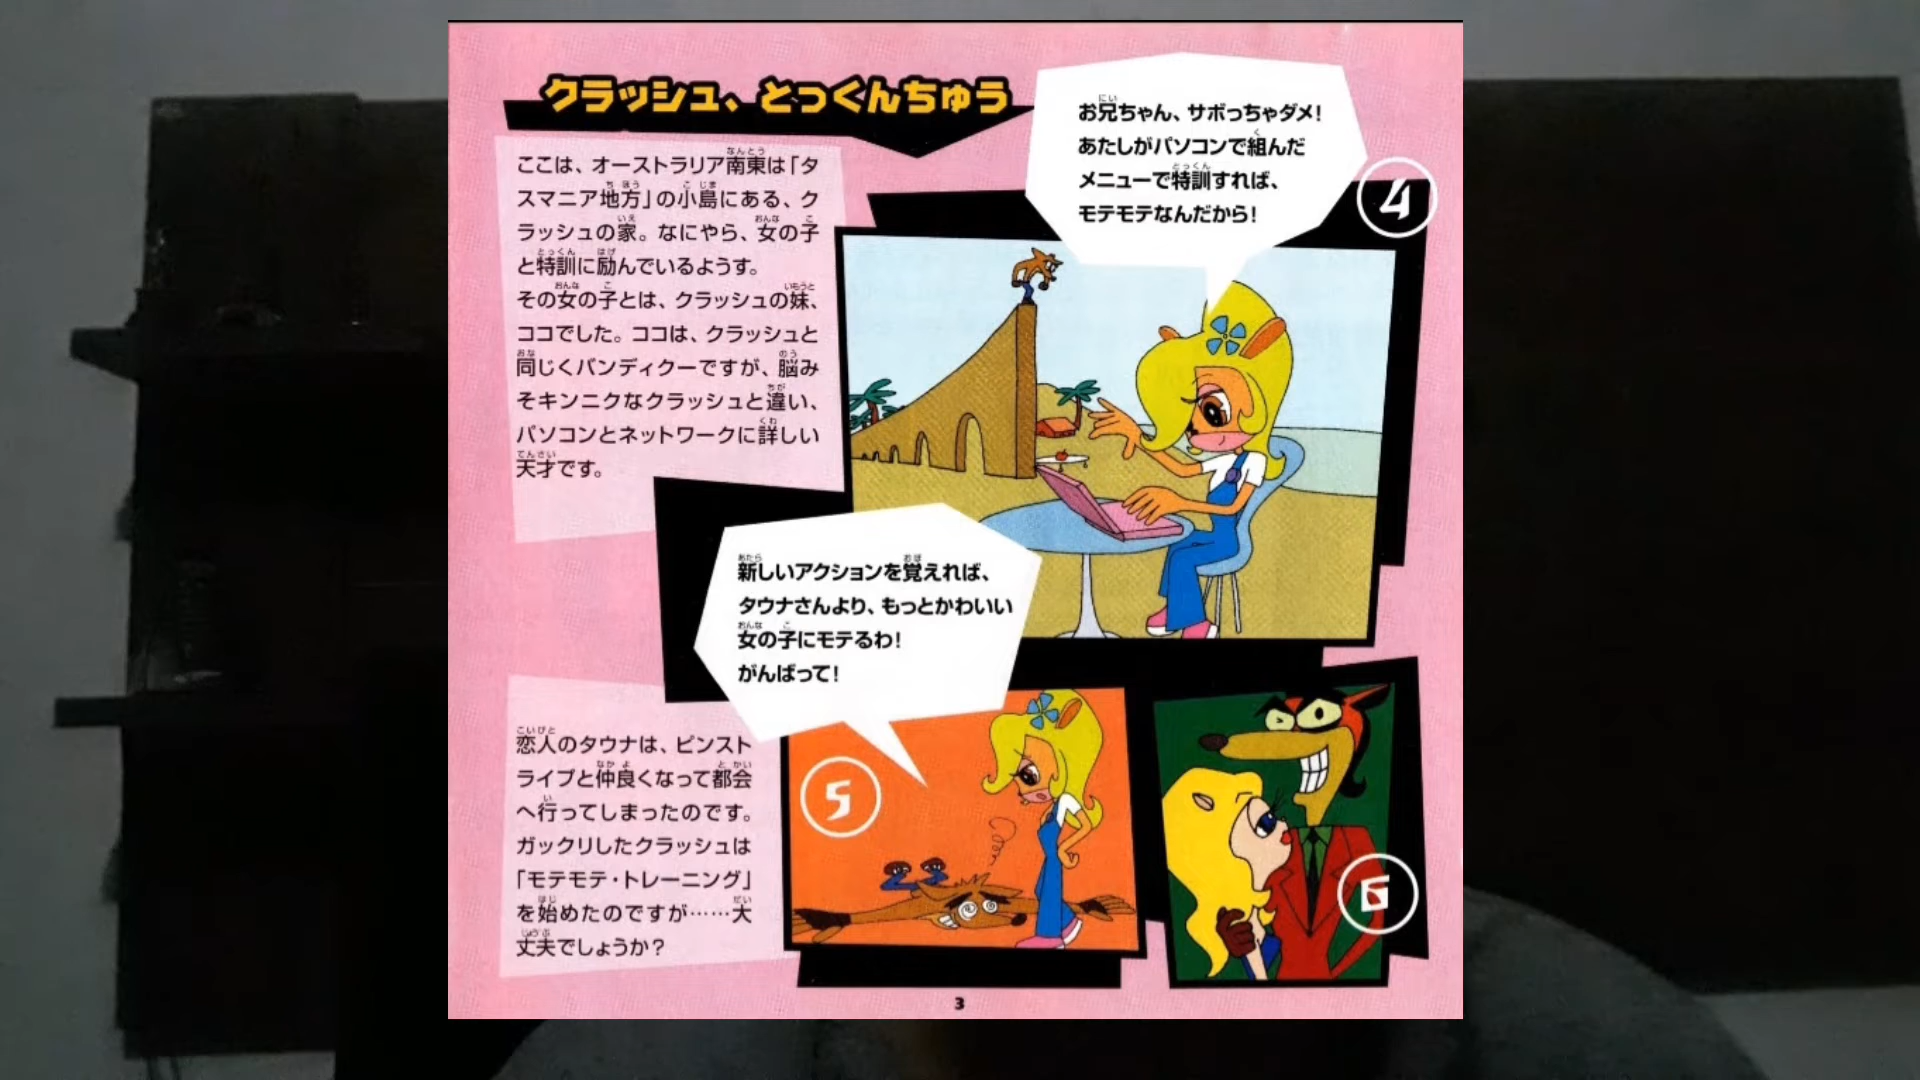 クラッシュ、とっくんちゅう
ここは、オーストラリア南東は「タ
スマニア地方」の小島にある、ク
ラッシュの家。なにやら、女の子
と特訓に励んでいるようす。
その女の子とは、クラッシュの妹、
ココでした。ココは、クラッシュと
同じくバンディクーですが、脳み
そキンニクなクラッシュと違い、
パソコンとネットワークに詳しい
天才です。
お兄ちゃん、サボっちゃダメ!
あたしがパソコンで組んだ
メニューで特訓すれば、
モテモテなんだから!
4
新しいアクションを覚えれば、
タウナさんより、もっとかわいい
女の子にモテるわ!
がんばって!
5
恋人のタウナは、ピンスト
ライプと仲良くなって都会
へ行ってしまったのです。
ガックリしたクラッシュは
「モテモテ・トレーニング」
を始めたのですが……大
丈夫でしょうか?
6
3